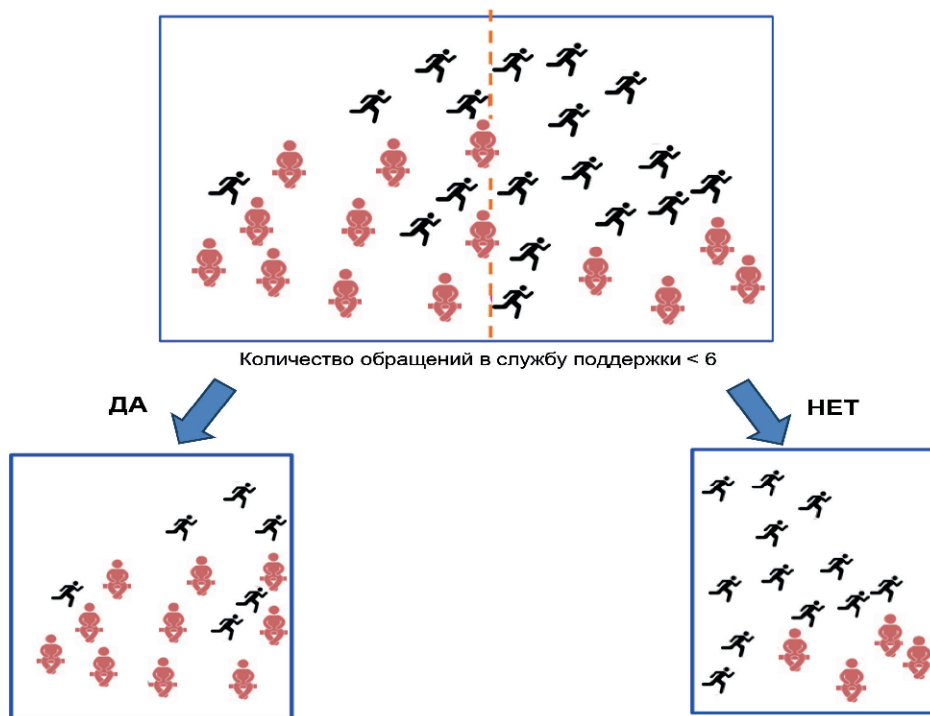 Количество обращений в службу поддержки < 6
ДА
НЕТ